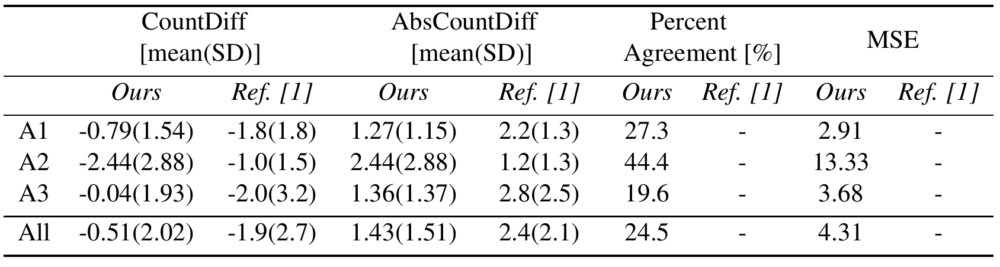 CountDiff AbsCountDiff Percent MSE
[mean(SD)] [mean(SD)] Agreement [%]
Ours Ref. [1] Ours Ref. [1] Ours Ref. [1] Ours Ref. [1]
A1 -0.79(1.54) -1.8(1.8) 1.27(1.15) 2.2(1.3) 27.3 - 2.91 -
A2 -2.44(2.88) -1.0(1.5) 2.44(2.88) 1.2(1.3) 44.4 - 13.33 -
A3 -0.04(1.93) -2.0(3.2) 1.36(1.37) 2.8(2.5) 19.6 - 3.68 -
All -0.51(2.02) -1.9(2.7) 1.43(1.51) 2.4(2.1) 24.5 - 4.31 -